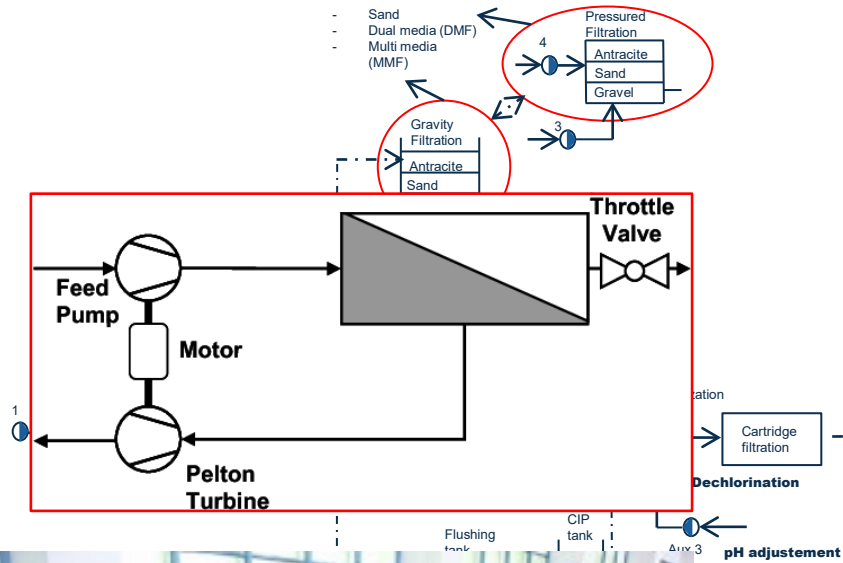 - Sand
- Dual media (DMF)
- Multi media
(MMF)
Pressured
Filtration
4
Antracite
Sand
Gravel
3
Gravity
Filtration
Antracite
Sand
Throttle
Valve
Feed
Pump
Motor
Pelton
Turbine
1
Cartridge
filtration
Dechlorination
Flushing
tank
CIP
tank
Aux 3
pH adjustement